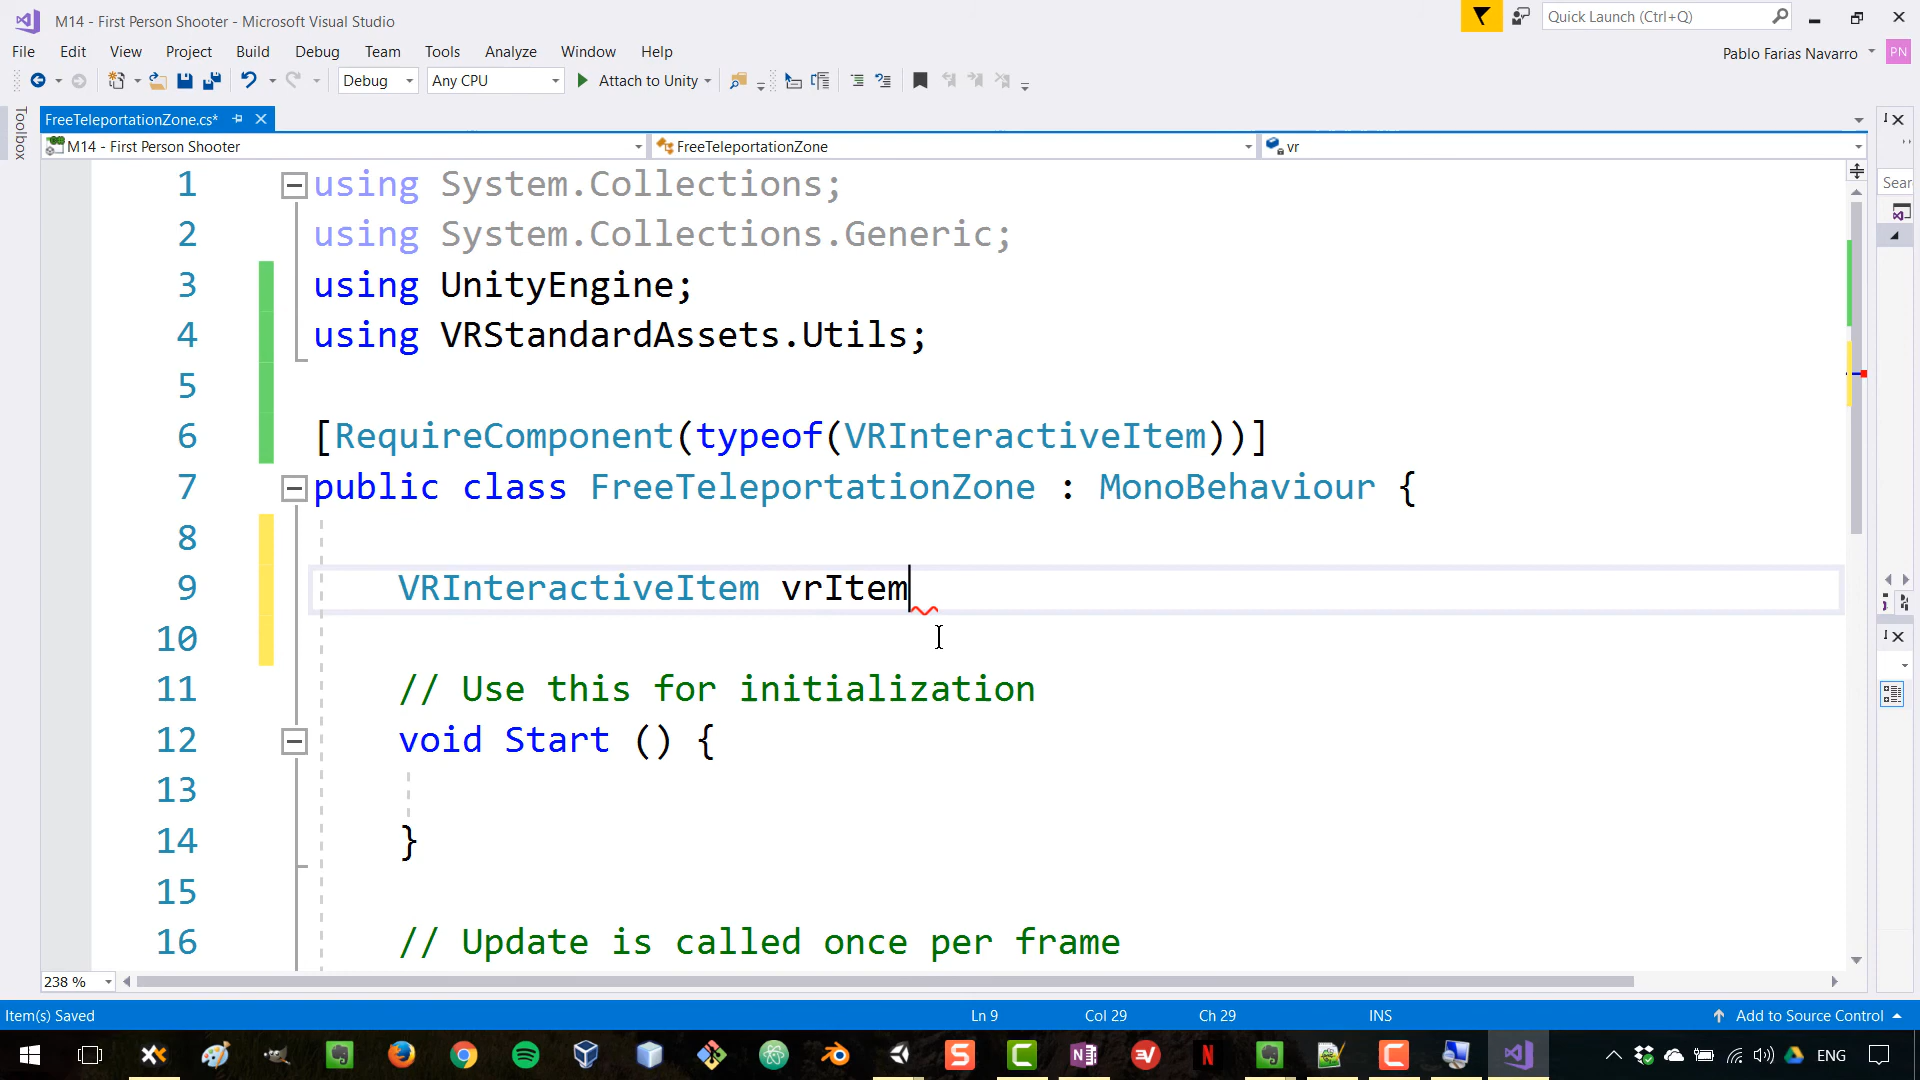 M14 - First Person Shooter - Microsoft Visual Studio
Quick Launch (Ctrl+Q)
File Edit View Project Build Debug Team Tools Analyze Window Help
Pablo Farias Navarro PN
Debug Any CPU Attach to Unity
Toolbox
FreeTeleportationZone.cs*
M14 - First Person Shooter FreeTeleportationZone vr
1 using System.Collections;
Sear
2 using System.Collections.Generic;
3 using UnityEngine;
4 using VRStandardAssets.Utils;
5
6 [RequireComponent(typeof(VRInteractiveItem))]
7 public class FreeTeleportationZone : MonoBehaviour {
8
9 VRInteractiveItem vrItem
10
11 // Use this for initialization
12 void Start () {
13
14 }
15
16 // Update is called once per frame
238 %
Item(s) Saved Ln 9 Col 29 Ch 29 INS Add to Source Control
ENG